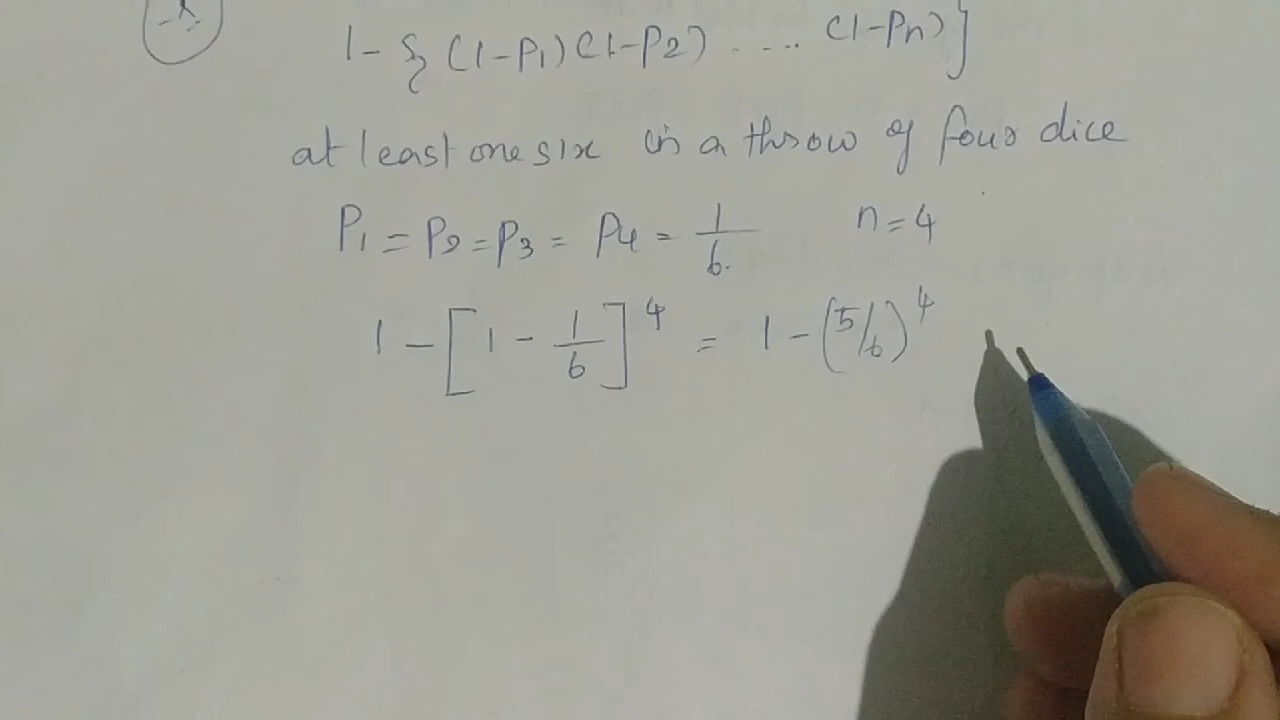 1 - { (1-P1) (1-P2) .... (1-Pn) }
at least one six in a throw of four dice
P1 = P2 = P3 = P4 = 1/6. n = 4
1 - [1 - 1/6]^4 = 1 - (5/6)^4